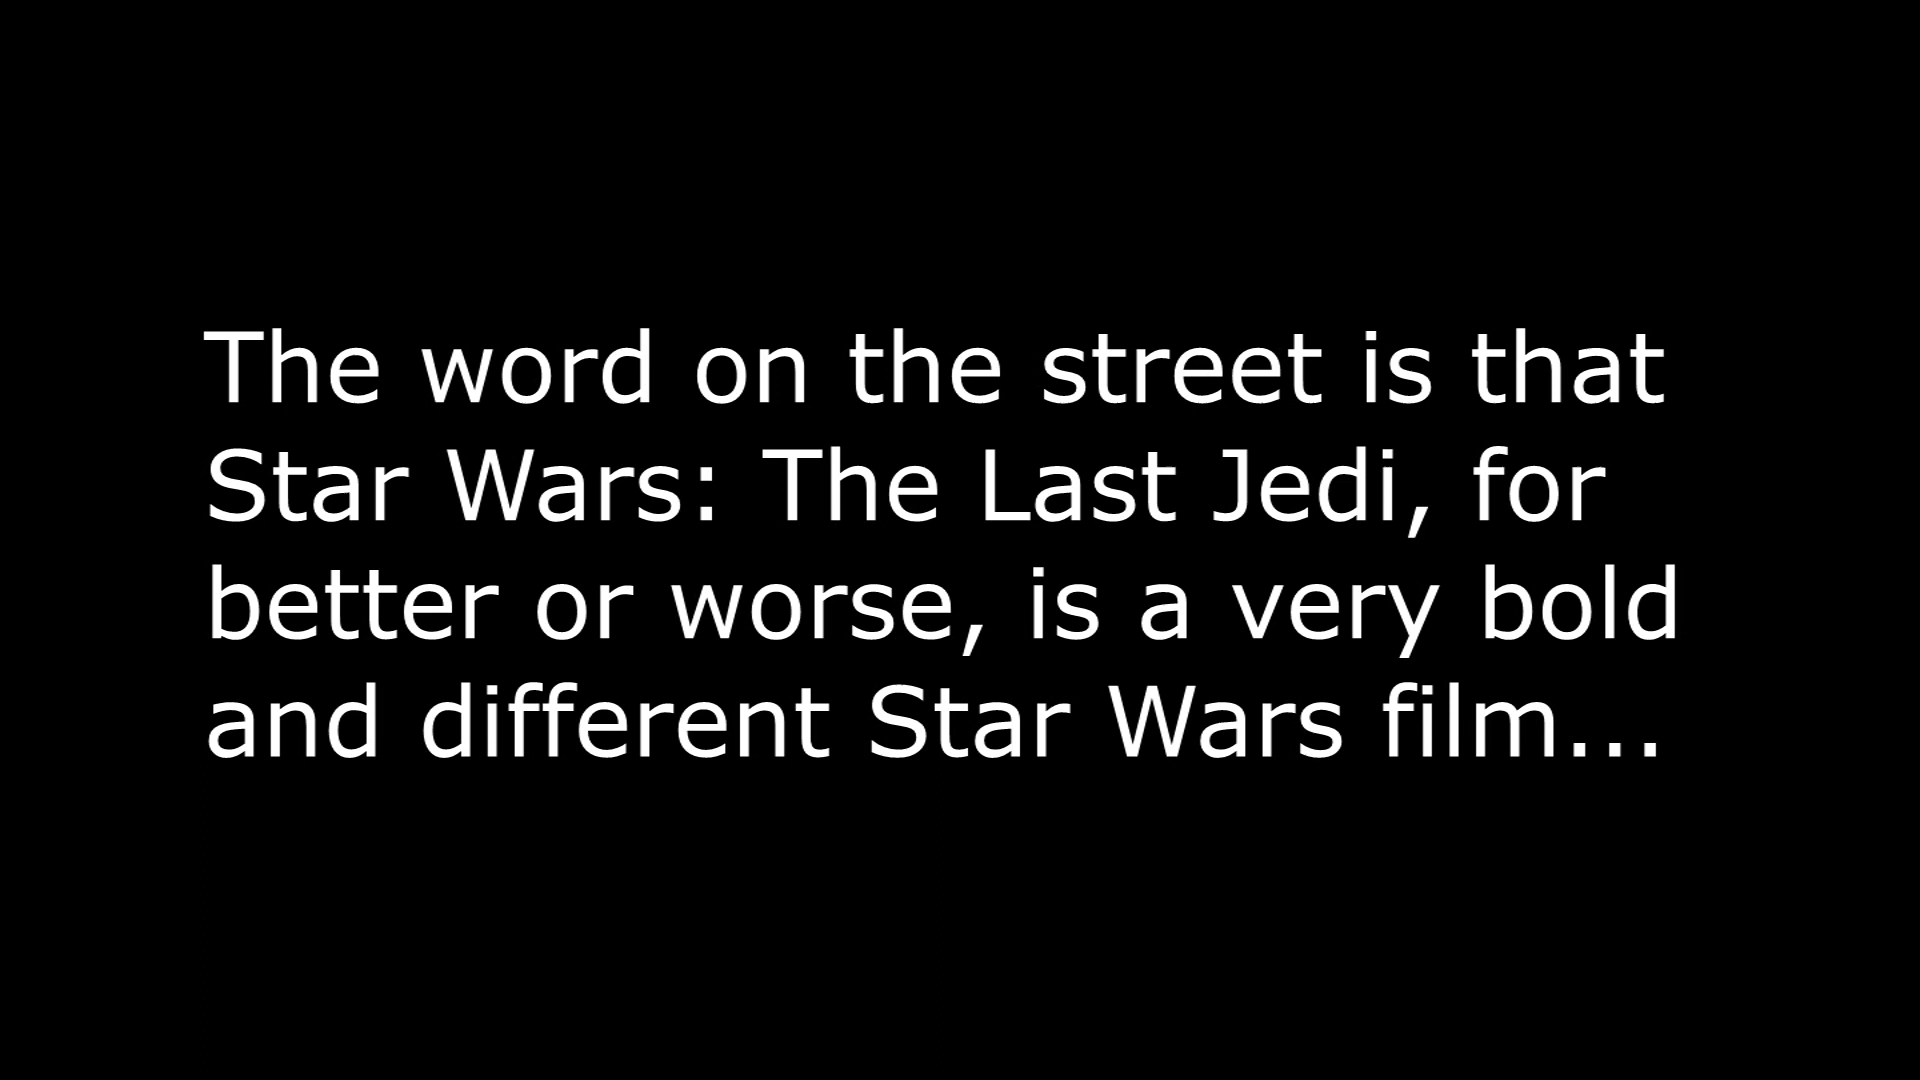 The word on the street is that
Star Wars: The Last Jedi, for
better or worse, is a very bold
and different Star Wars film...